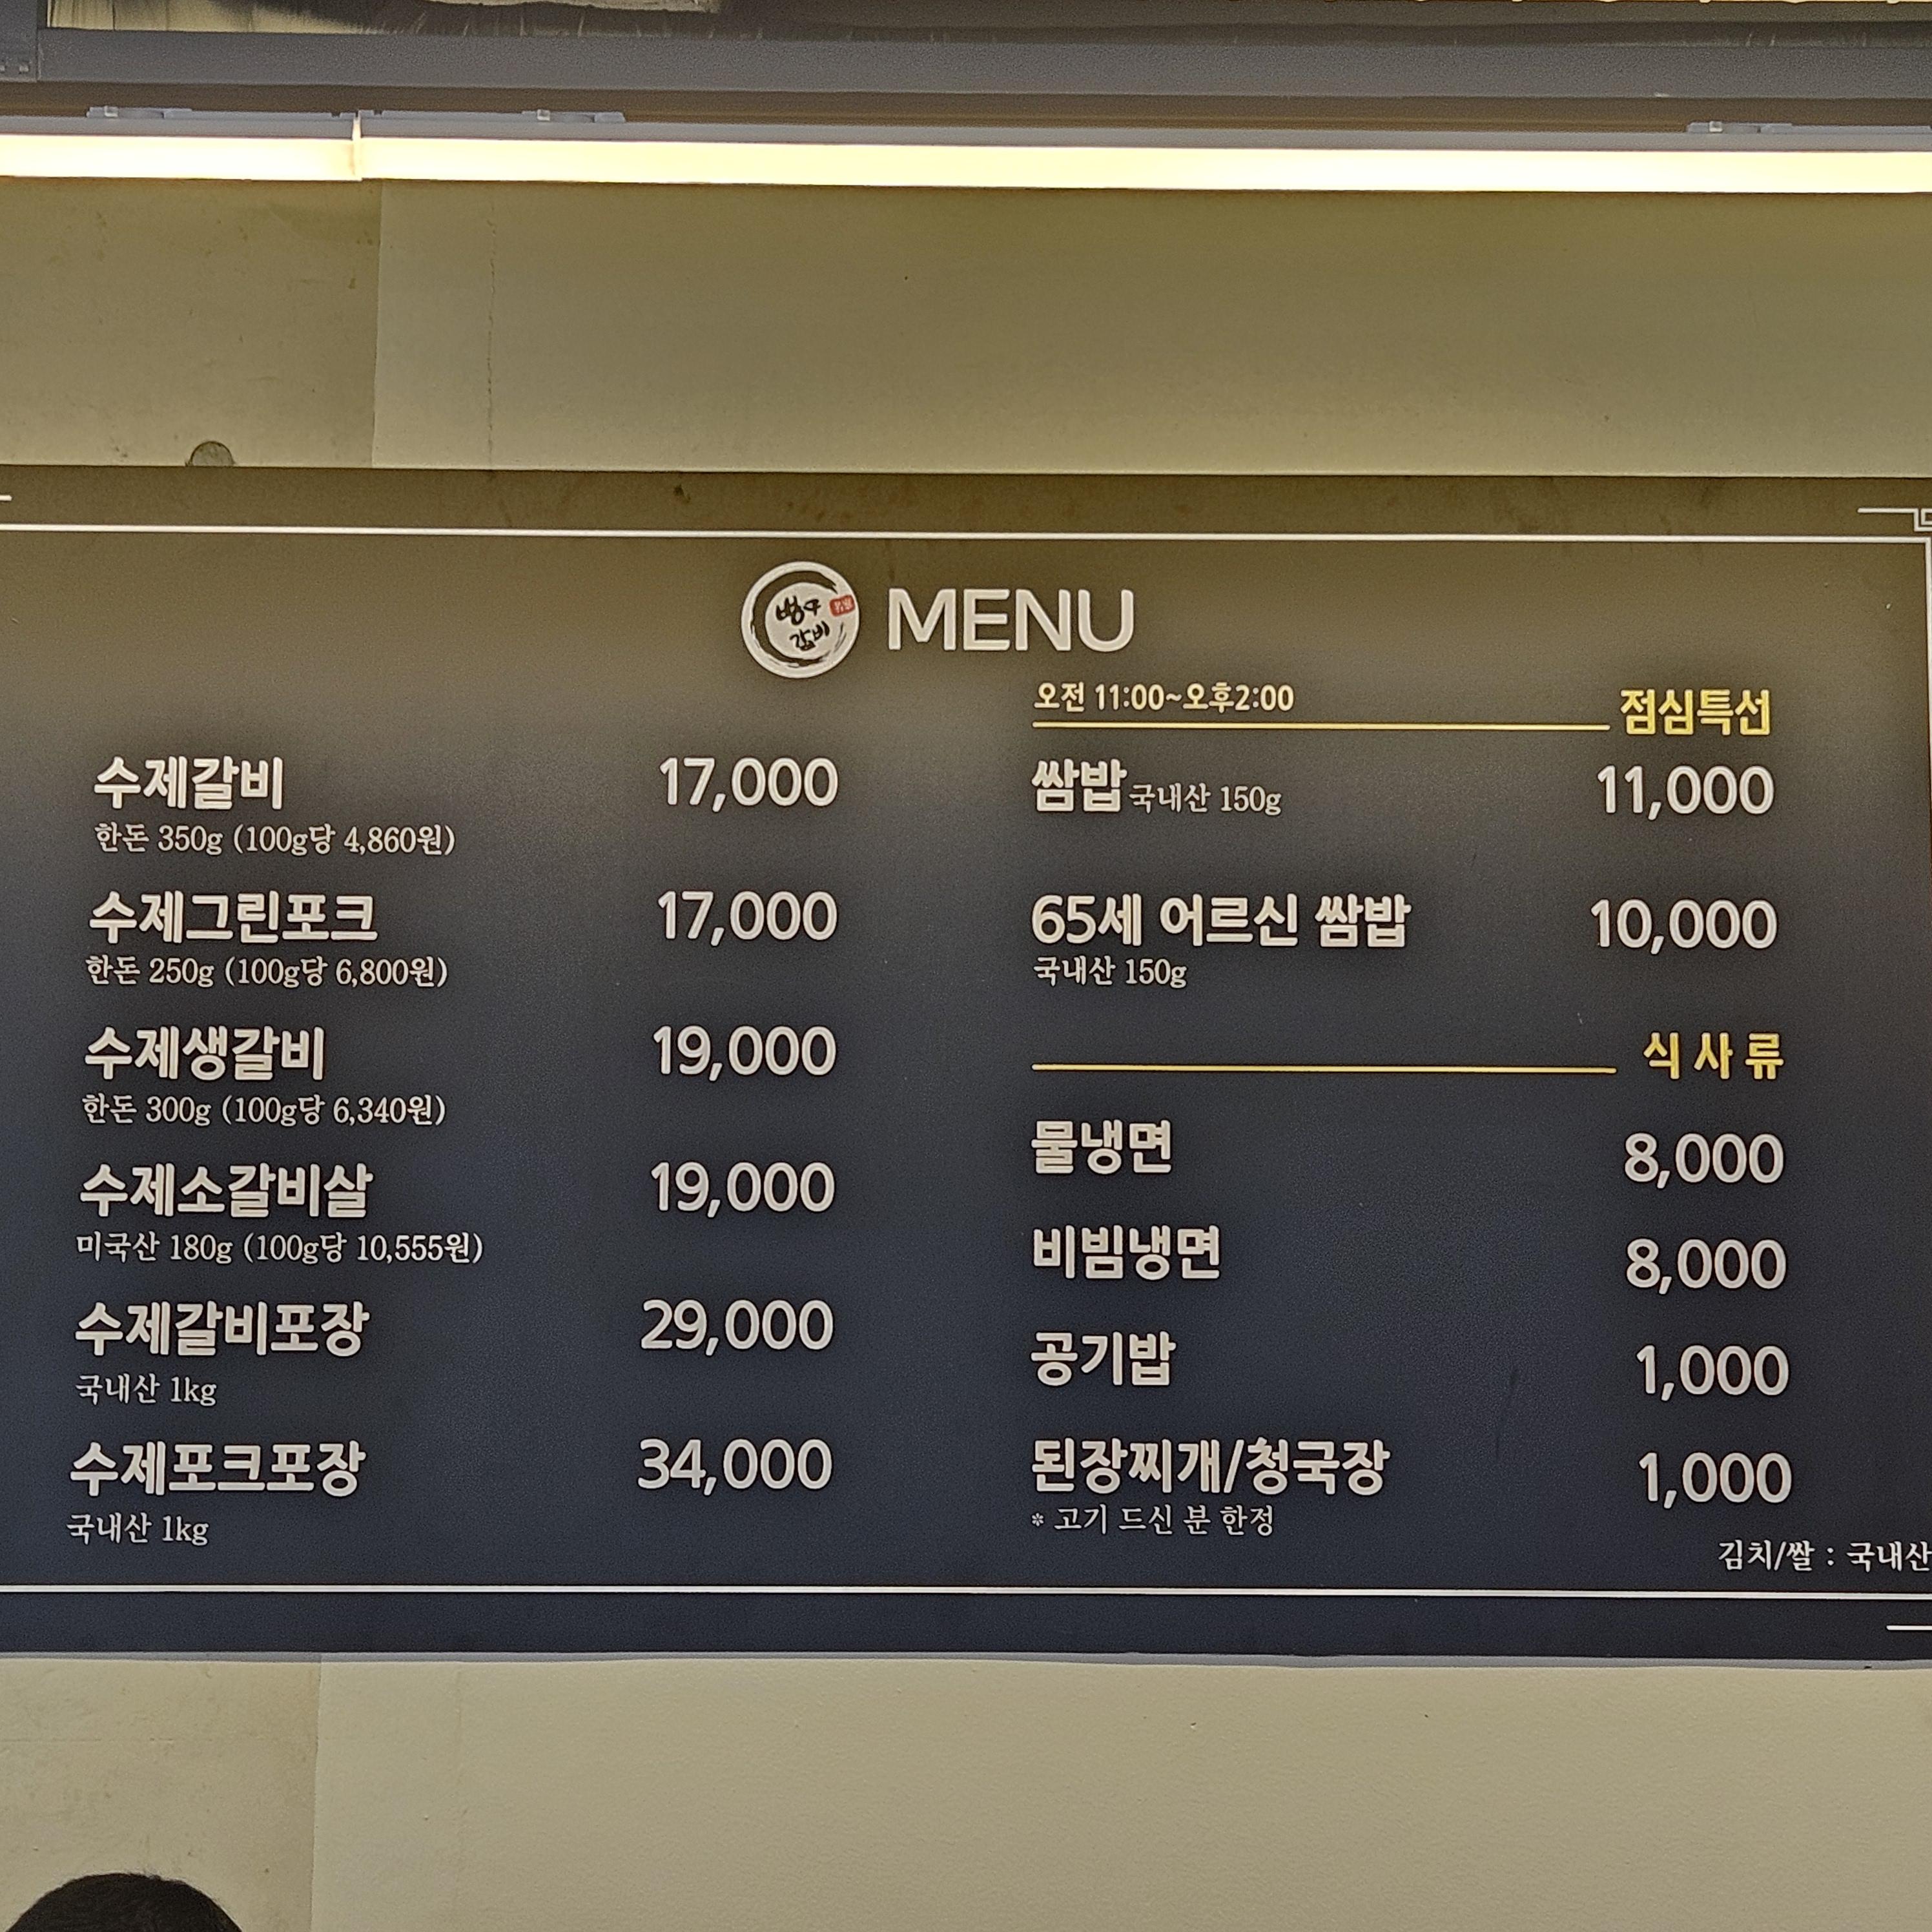 MENU
수제갈비 17,000
한돈 350g (100g당 4,860원)
수제그린포크 17,000
한돈 250g (100g당 6,800원)
수제생갈비 19,000
한돈 300g (100g당 6,340원)
수제소갈비살 19,000
미국산 180g (100g당 10,555원)
수제갈비포장 29,000
국내산 1kg
수제포크포장 34,000
국내산 1kg
오전 11:00~오후2:00 점심특선
쌈밥 국내산 150g 11,000
65세 어르신 쌈밥 10,000
국내산 150g
식사류
물냉면 8,000
비빔냉면 8,000
공기밥 1,000
된장찌개/청국장 1,000
* 고기 드신 분 한정
김치/쌀 : 국내산